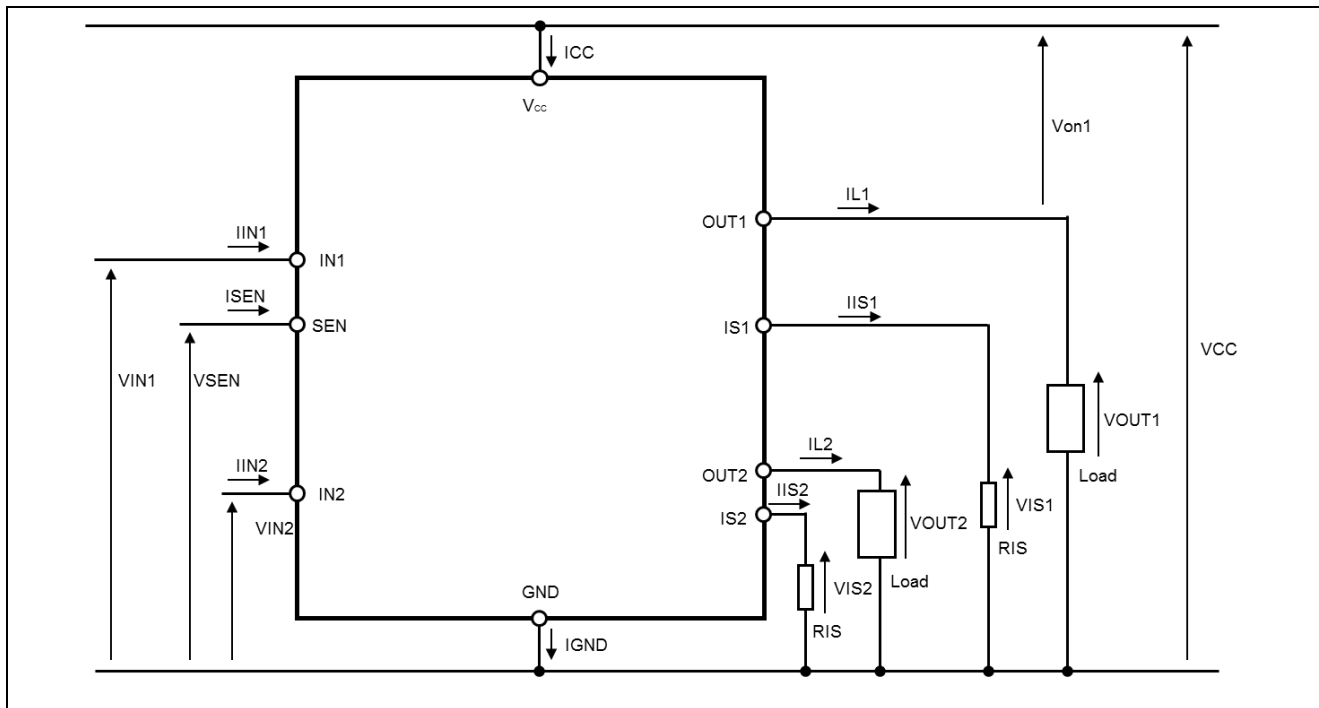 ICC
Vcc
Von1
IL1
OUT1
IIN1
IN1
ISEN
IIS1
SEN
IS1
VCC
VIN1
VSEN
VOUT1
IL2
IIN2
OUT2
Load
IIS2
IN2
VIS1
IS2
VOUT2
VIN2
RIS
Load
VIS2
GND
RIS
IGND